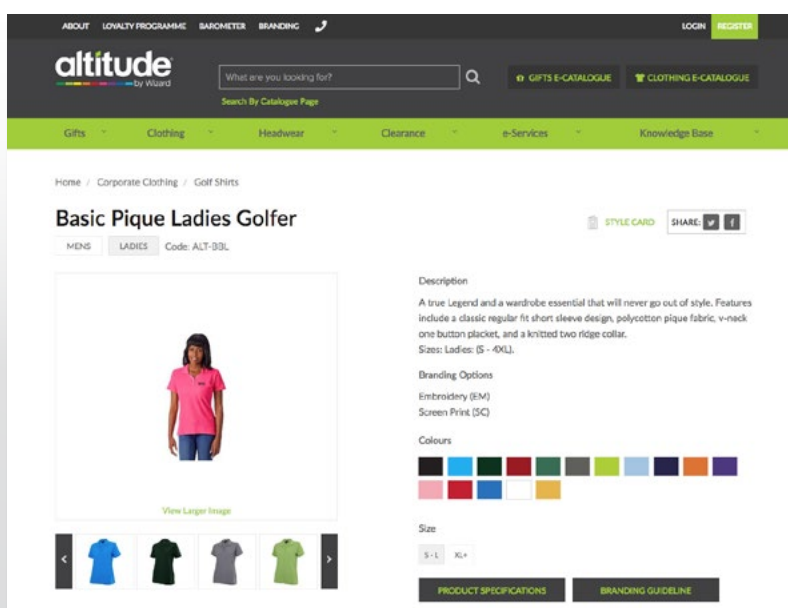 ABOUT LOYALTY PROGRAMME BAROMETER BRANDING
LOGIN REGISTER
altitude
by Wizard
What are you looking for?
GIFTS E-CATALOGUE
CLOTHING E-CATALOGUE
Search By Catalogue Page
Gifts Clothing Headwear Clearance e-Services Knowledge Base
Home / Corporate Clothing / Golf Shirts
Basic Pique Ladies Golfer
STYLE CARD SHARE:
MENS LADIES Code: ALT-BBL
Description
A true Legend and a wardrobe essential that will never go out of style. Features
include a classic regular fit short sleeve design, polycotton pique fabric, v-neck
one button placket, and a knitted two ridge collar.
Sizes: Ladies: (S - 4XL).
Branding Options
Embroidery (EM)
Screen Print (SC)
Colours
View Larger Image
Size
S - L XL+
PRODUCT SPECIFICATIONS BRANDING GUIDELINE